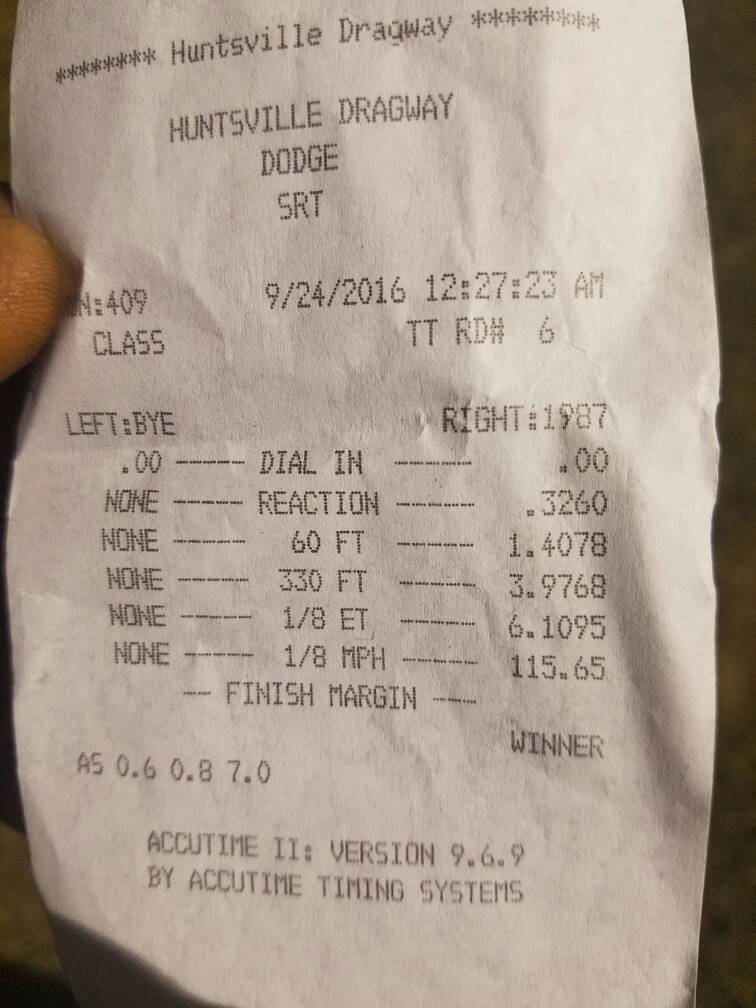 ******** Huntsville Dragway ********
HUNTSVILLE DRAGWAY
DODGE
SRT
N:409 9/24/2016 12:27:23 AM
CLASS TT RD# 6
LEFT:BYE RIGHT:1987
.00 ----- DIAL IN ------ .00
NONE ----- REACTION ------ .3260
NONE ----- 60 FT ------ 1.4078
NONE ----- 330 FT ------ 3.9768
NONE ----- 1/8 ET ------ 6.1095
NONE ----- 1/8 MPH ------ 115.65
-- FINISH MARGIN ---
WINNER
AS 0.6 0.8 7.0
ACCUTIME II: VERSION 9.6.9
BY ACCUTIME TIMING SYSTEMS